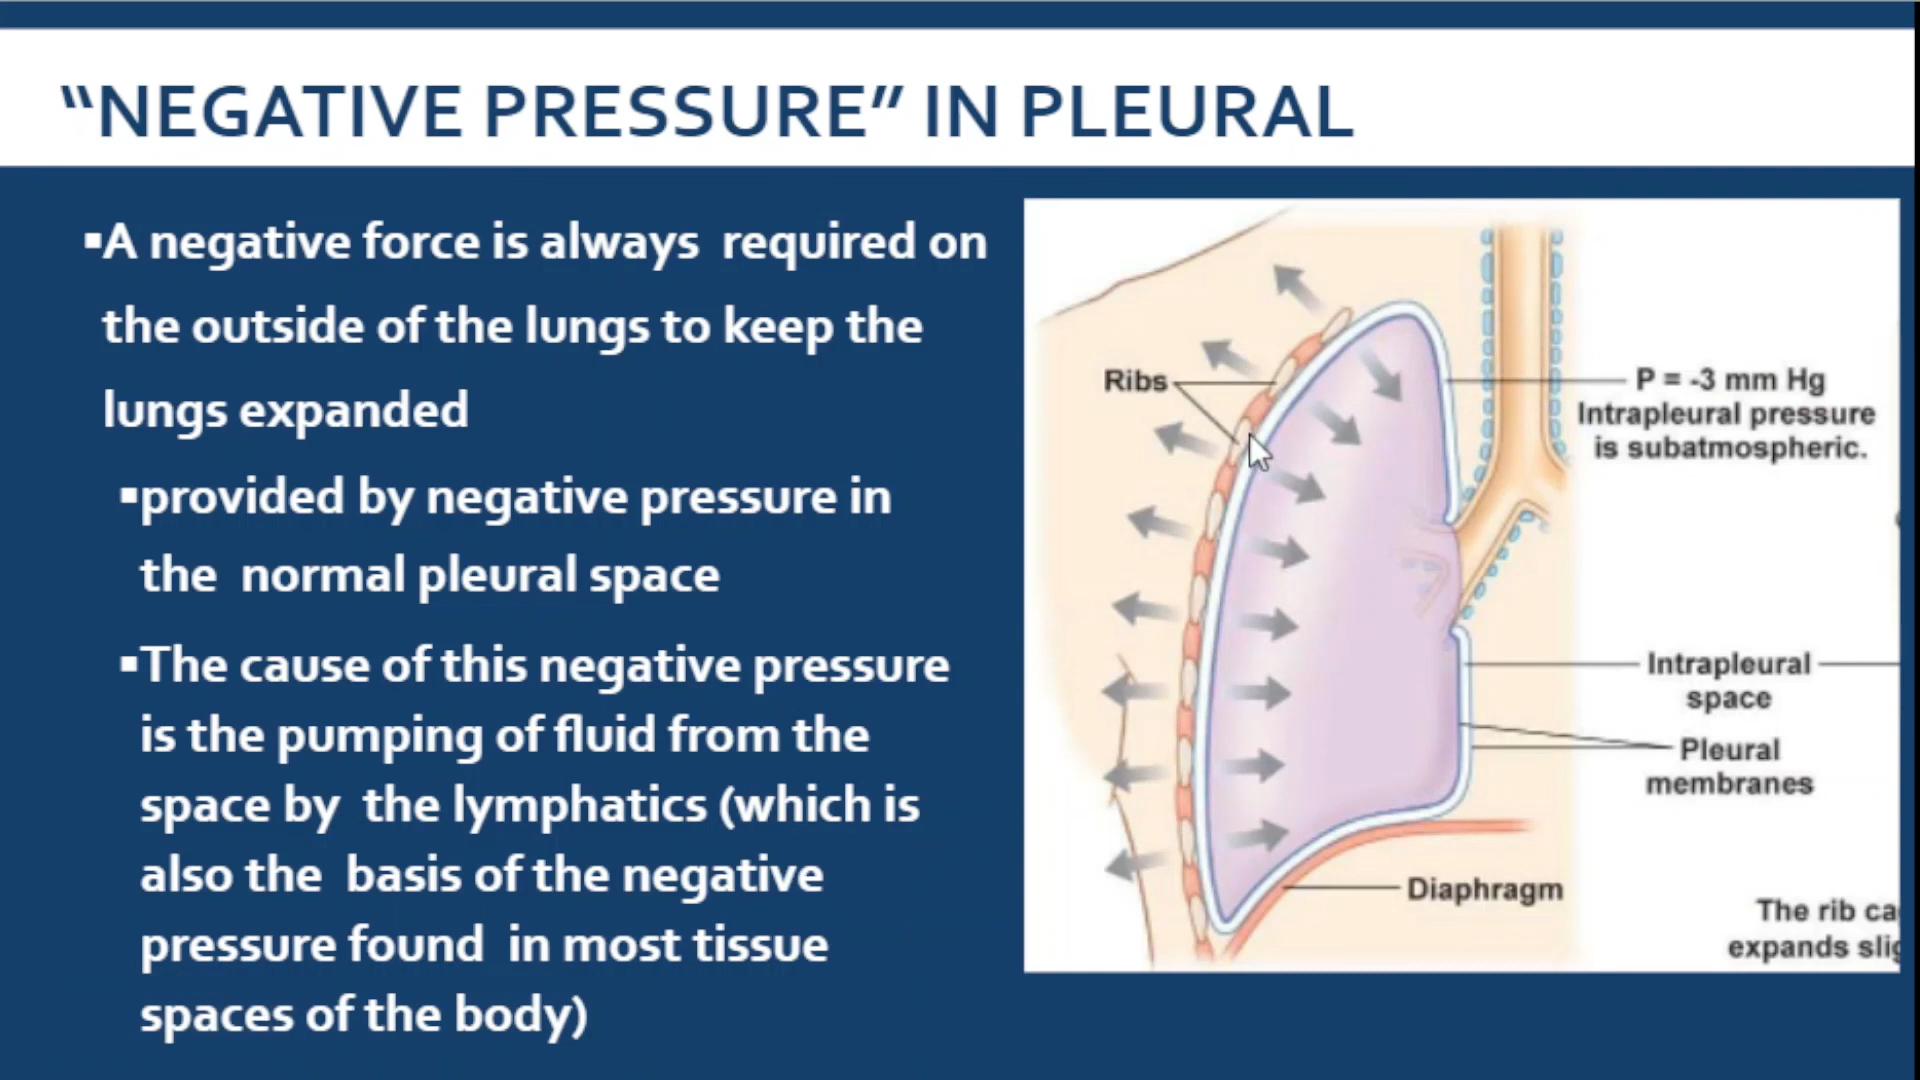 “NEGATIVE PRESSURE” IN PLEURAL
▪A negative force is always required on
the outside of the lungs to keep the
lungs expanded
▪provided by negative pressure in
the normal pleural space
▪The cause of this negative pressure
is the pumping of fluid from the
space by the lymphatics (which is
also the basis of the negative
pressure found in most tissue
spaces of the body)
Ribs
P = -3 mm Hg
Intrapleural pressure
is subatmospheric.
Intrapleural
space
Pleural
membranes
Diaphragm
The rib
expands